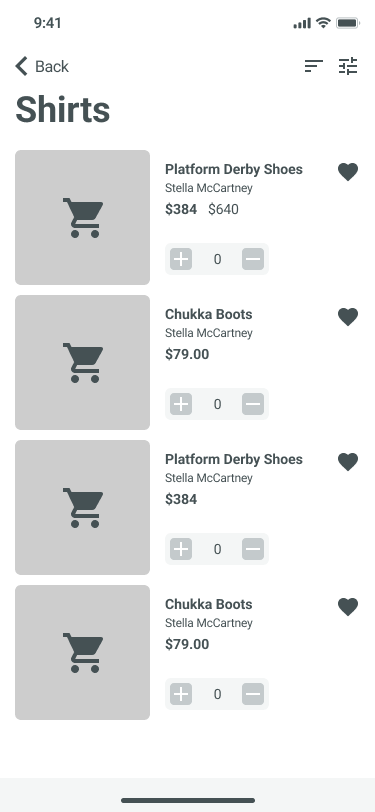 9:41
Back
Shirts
Platform Derby Shoes
Stella McCartney
$384 $640
0
Chukka Boots
Stella McCartney
$79.00
0
Platform Derby Shoes
Stella McCartney
$384
0
Chukka Boots
Stella McCartney
$79.00
0